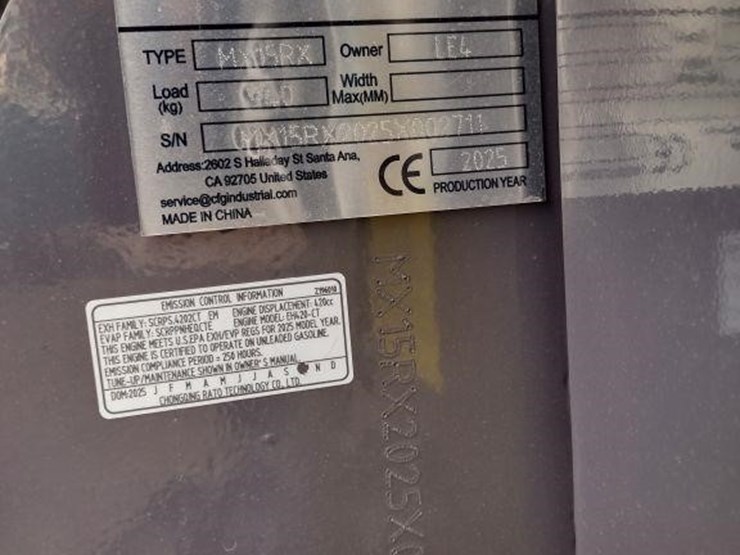 TYPE MX15RX Owner LE4
Load (kg) Width Max(MM)
S/N MX15RX2025X002711
Address:2602 S Halladay St Santa Ana,
CA 92705 United States
service@cfgindustrial.com
MADE IN CHINA
CE 2025
PRODUCTION YEAR
EMISSION CONTROL INFORMATION
EXH FAMILY: SCRPS.4202CT EM ENGINE DISPLACEMENT: 420cc
EVAP FAMILY: SCRPPNHEQCTE ENGINE MODEL: EH420-CT
THIS ENGINE MEETS U.S.EPA EXH/EVP REGS FOR 2025 MODEL YEAR.
THIS ENGINE IS CERTIFIED TO OPERATE ON UNLEADED GASOLINE.
EMISSION COMPLIANCE PERIOD = 250 HOURS.
TUNE-UP/MAINTENANCE SHOWN IN OWNER'S MANUAL
DOM:2025 J F M A M J J A S N D
CHONGQING RATO TECHNOLOGY CO., LTD.
MX15RX2025X